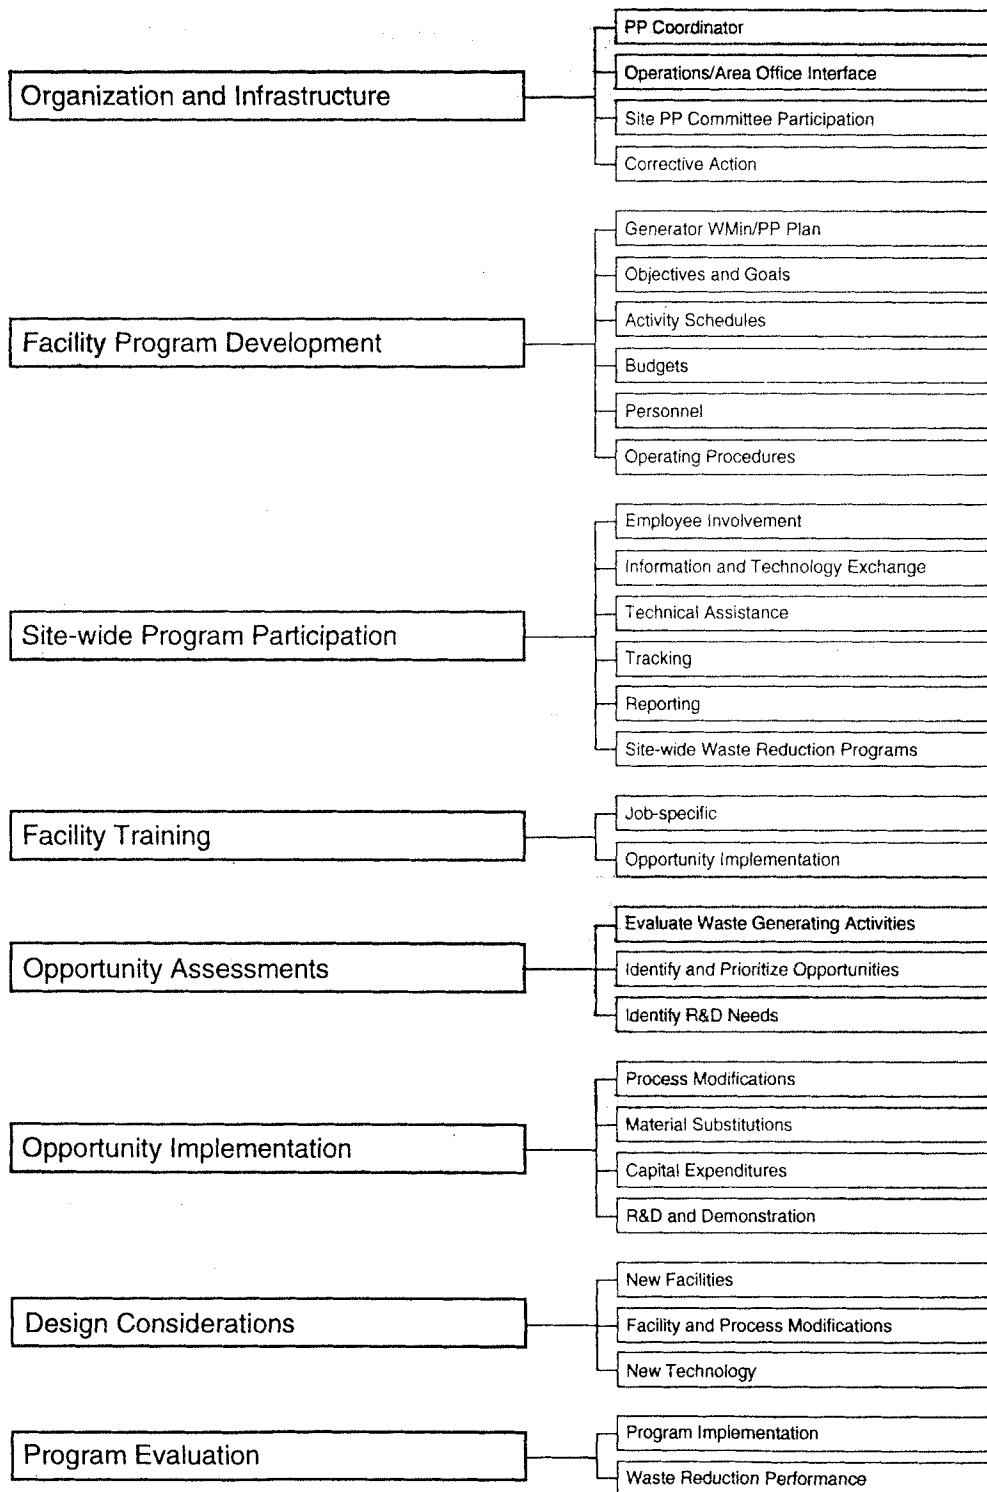 Organization and Infrastructure
PP Coordinator
Operations/Area Office Interface
Site PP Committee Participation
Corrective Action
Facility Program Development
Generator WMin/PP Plan
Objectives and Goals
Activity Schedules
Budgets
Personnel
Operating Procedures
Site-wide Program Participation
Employee Involvement
Information and Technology Exchange
Technical Assistance
Tracking
Reporting
Site-wide Waste Reduction Programs
Facility Training
Job-specific
Opportunity Implementation
Opportunity Assessments
Evaluate Waste Generating Activities
Identify and Prioritize Opportunities
Identify R&D Needs
Opportunity Implementation
Process Modifications
Material Substitutions
Capital Expenditures
R&D and Demonstration
Design Considerations
New Facilities
Facility and Process Modifications
New Technology
Program Evaluation
Program Implementation
Waste Reduction Performance